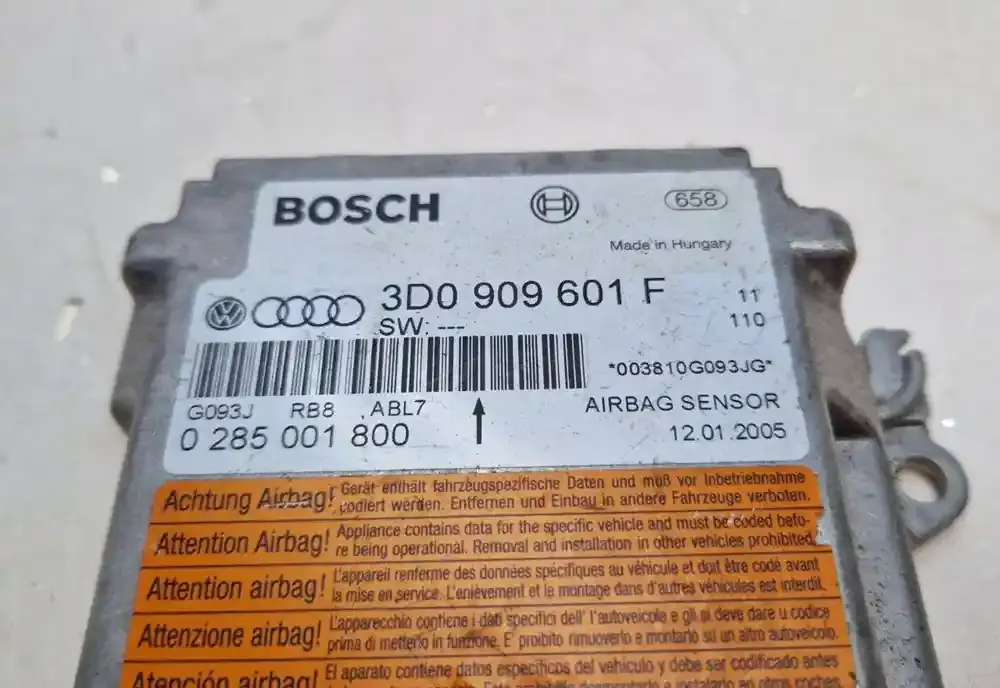 BOSCH
658
Made in Hungary
3D0 909 601 F
11
SW: ---
110
*003810G093JG*
G093J RB8 ABL7
AIRBAG SENSOR
0 285 001 800
12.01.2005
Achtung Airbag! Gerät enthält fahrzeugspezifische Daten und muß vor Inbetriebnahme
codiert werden. Entfernen und Einbau in andere Fahrzeuge verboten.
Attention Airbag! Appliance contains data for the specific vehicle and must be coded befo-
re being operational. Removal and installation in other vehicles prohibited.
Attention airbag! L'appareil renferme des données spécifiques au véhicule et doit être codé avant
la mise en service. L'enlèvement et le montage dans d'autres véhicules est interdit.
Attenzione airbag! L'apparecchio contiene i dati specifici dell' l'autoveicolo e gli si deve dare u codice
prima di metterlo in funzione. E' proibito rimuoverlo e montarlo su un altro autoveicolo.
Atención airbag! El aparato contiene datos específicos del vehículo y debe ser codificado antes
desmontarlo e instalarlo en otros coches